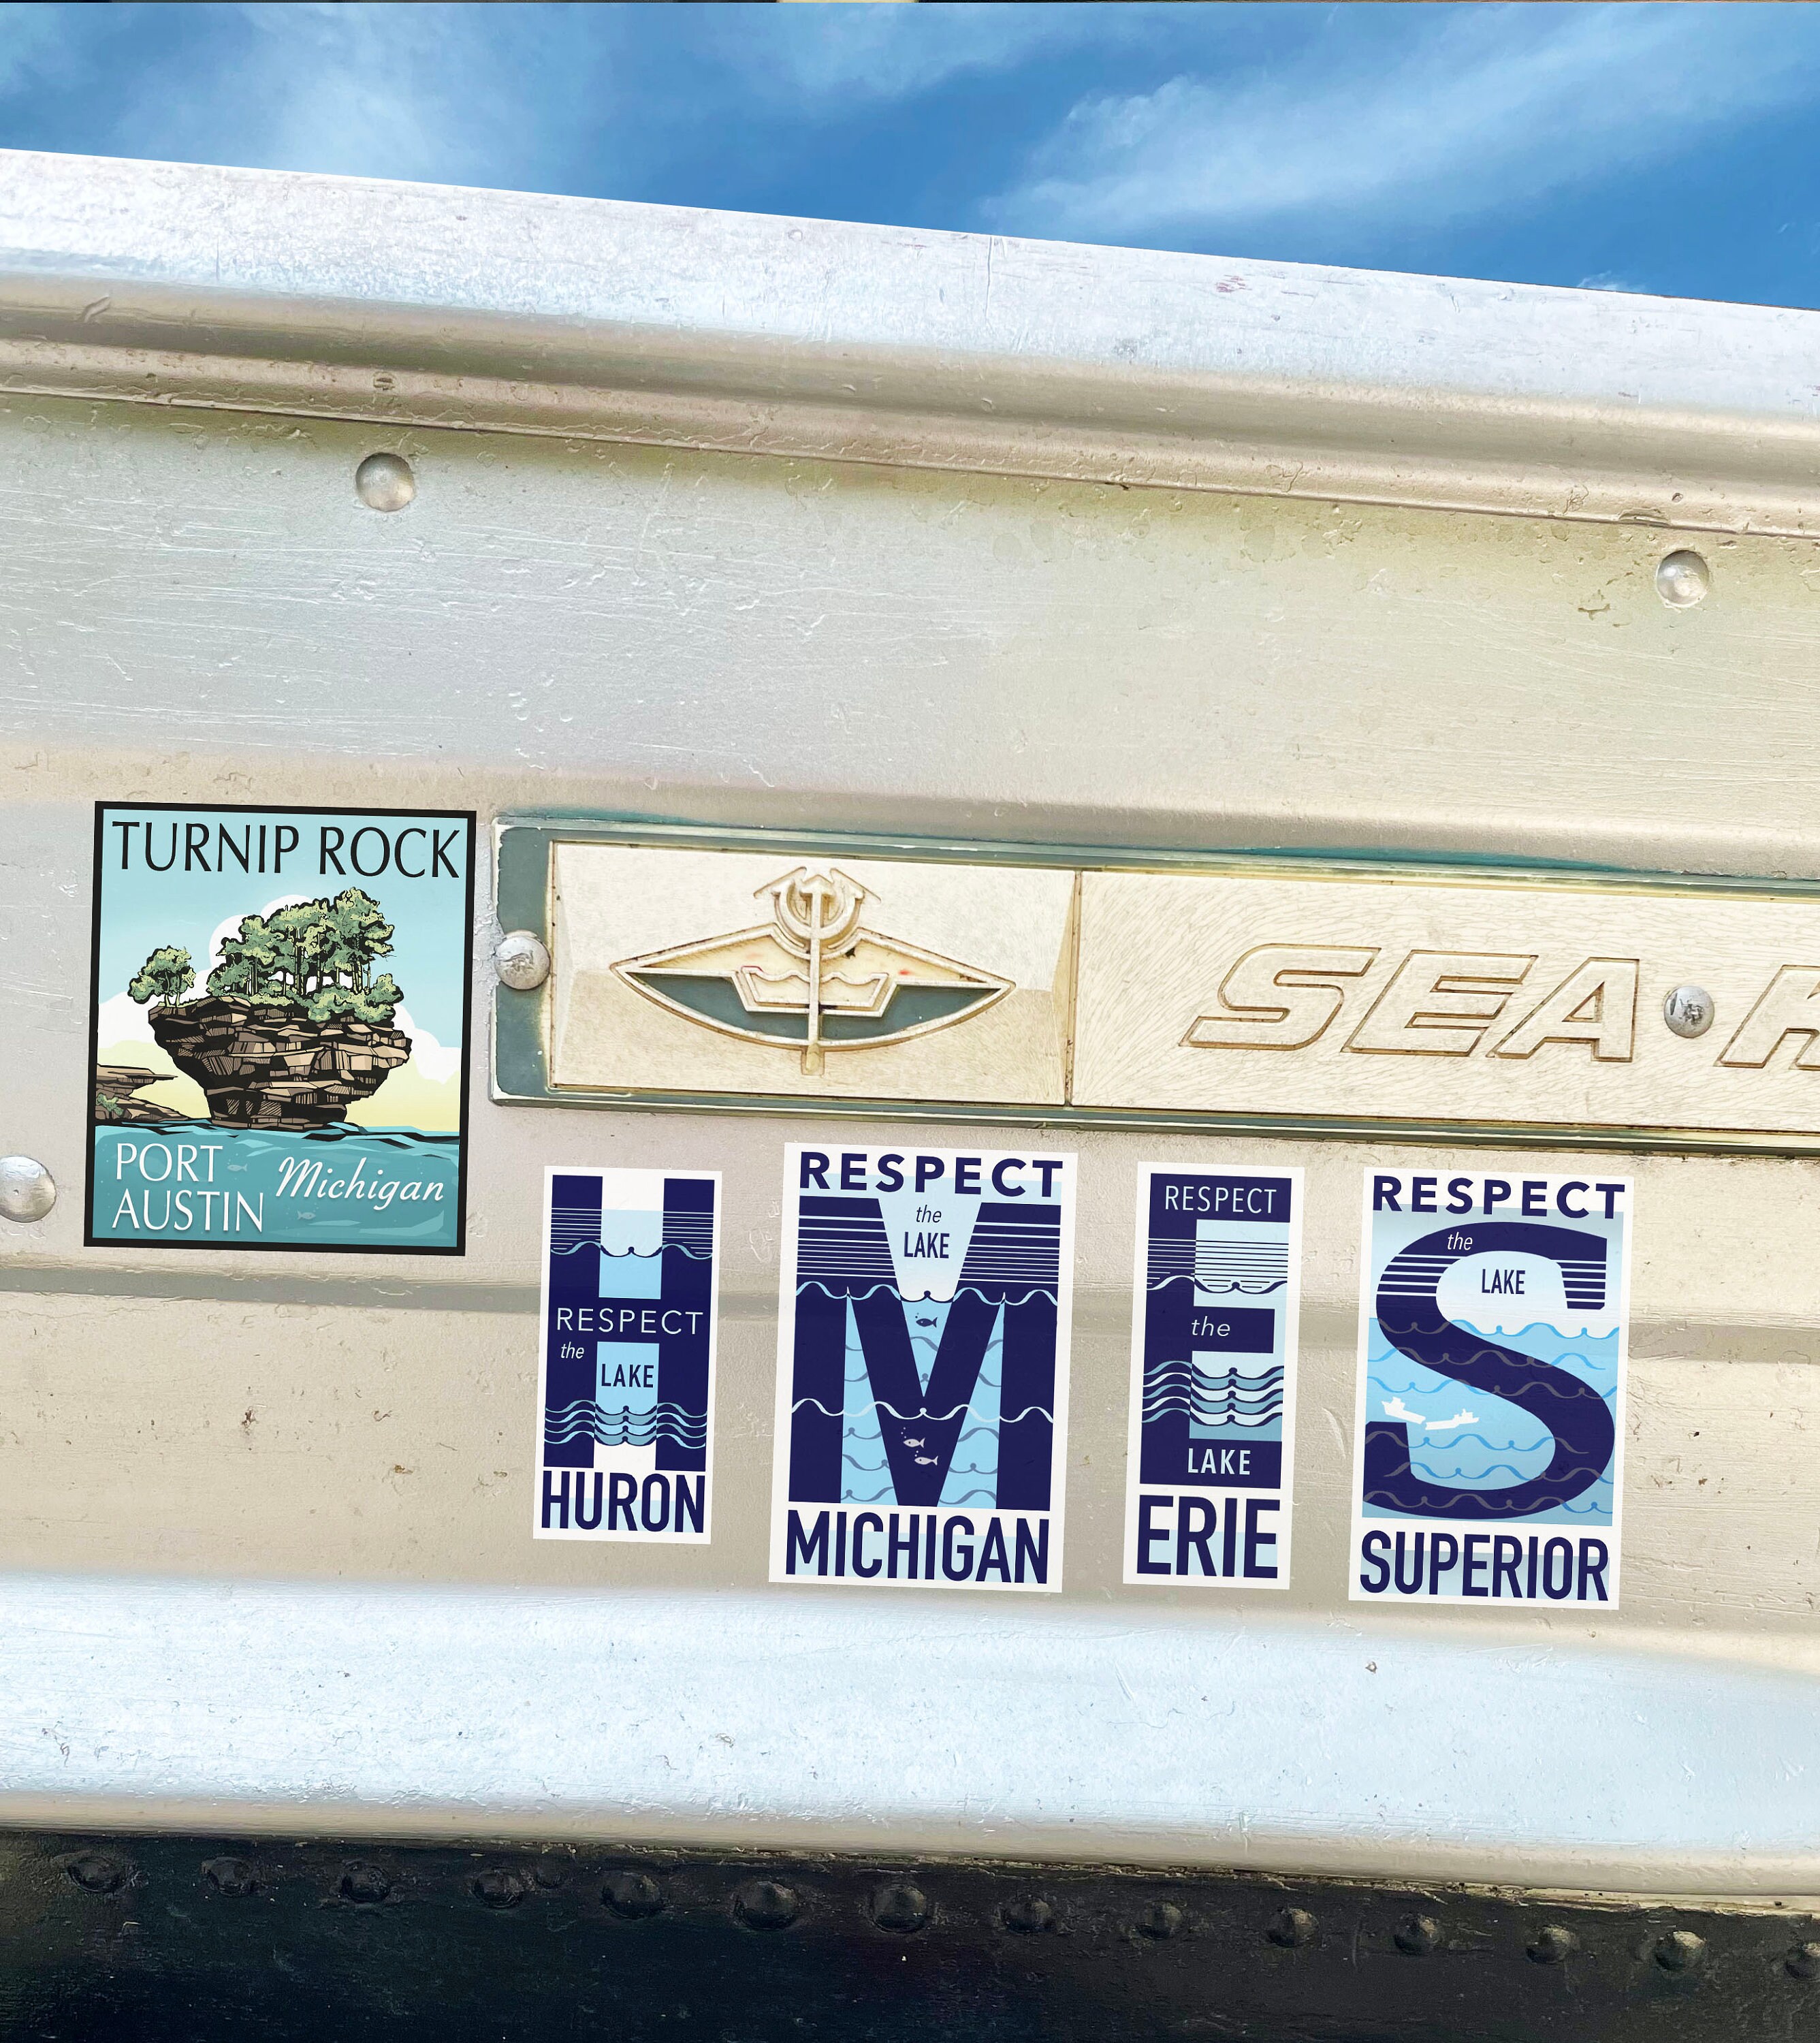 TURNIP ROCK
PORT
AUSTIN
Michigan
SEA
RESPECT
the
LAKE
HURON
RESPECT
the
LAKE
MICHIGAN
RESPECT
the
LAKE
ERIE
RESPECT
the
LAKE
SUPERIOR